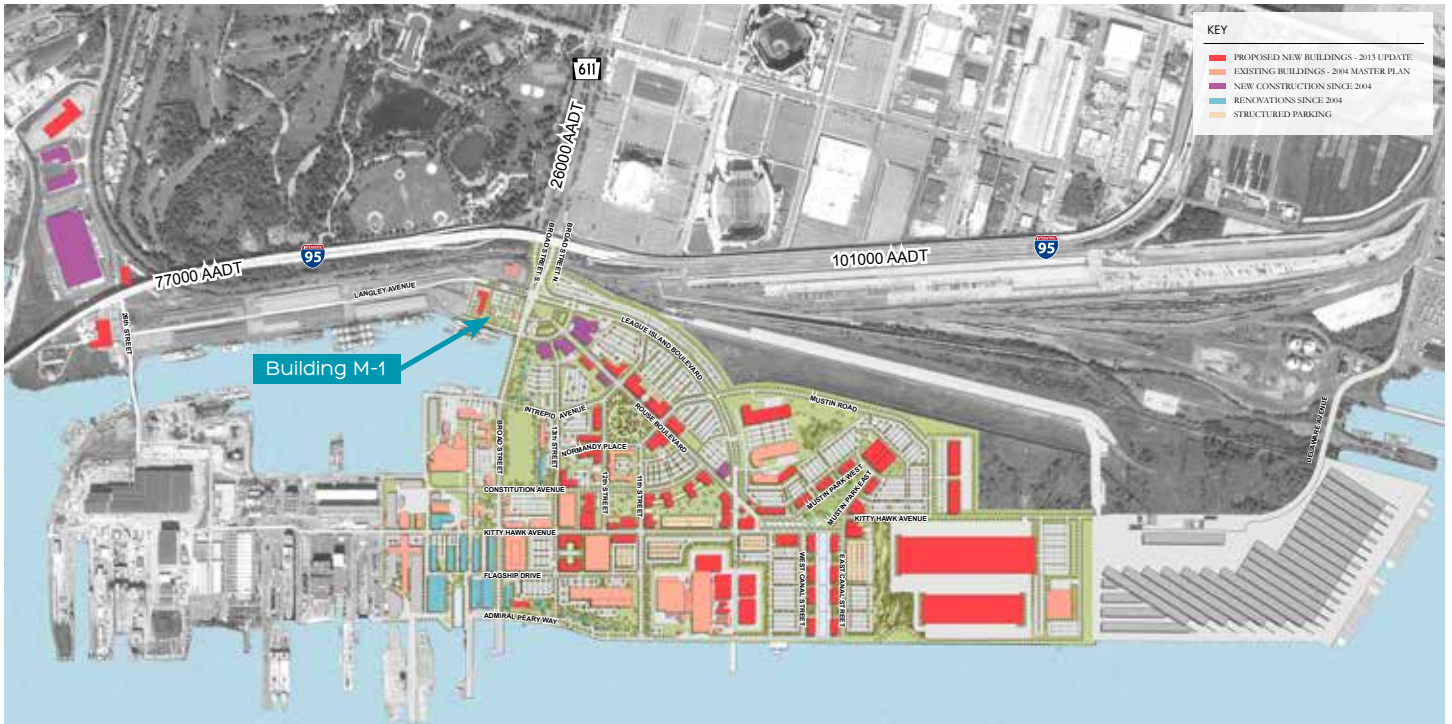 KEY
PROPOSED NEW BUILDINGS - 2013 UPDATE
EXISTING BUILDINGS - 2004 MASTER PLAN
NEW CONSTRUCTION SINCE 2004
RENOVATIONS SINCE 2004
STRUCTURED PARKING
611
26000 AADT
BROAD STREET S.
BROAD STREET N.
95
77000 AADT
95
101000 AADT
LANGLEY AVENUE
26th STREET
Building M-1
LEAGUE ISLAND BOULEVARD
MUSTIN ROAD
INTREPID AVENUE
ROUSE BOULEVARD
BROAD STREET
13th STREET
NORMANDY PLACE
12th STREET
11th STREET
DELAWARE AVENUE
CONSTITUTION AVENUE
MUSTIN PARK WEST
MUSTIN PARK EAST
KITTY HAWK AVENUE
KITTY HAWK AVENUE
FLAGSHIP DRIVE
WEST CANAL STREET
EAST CANAL STREET
ADMIRAL PEARY WAY